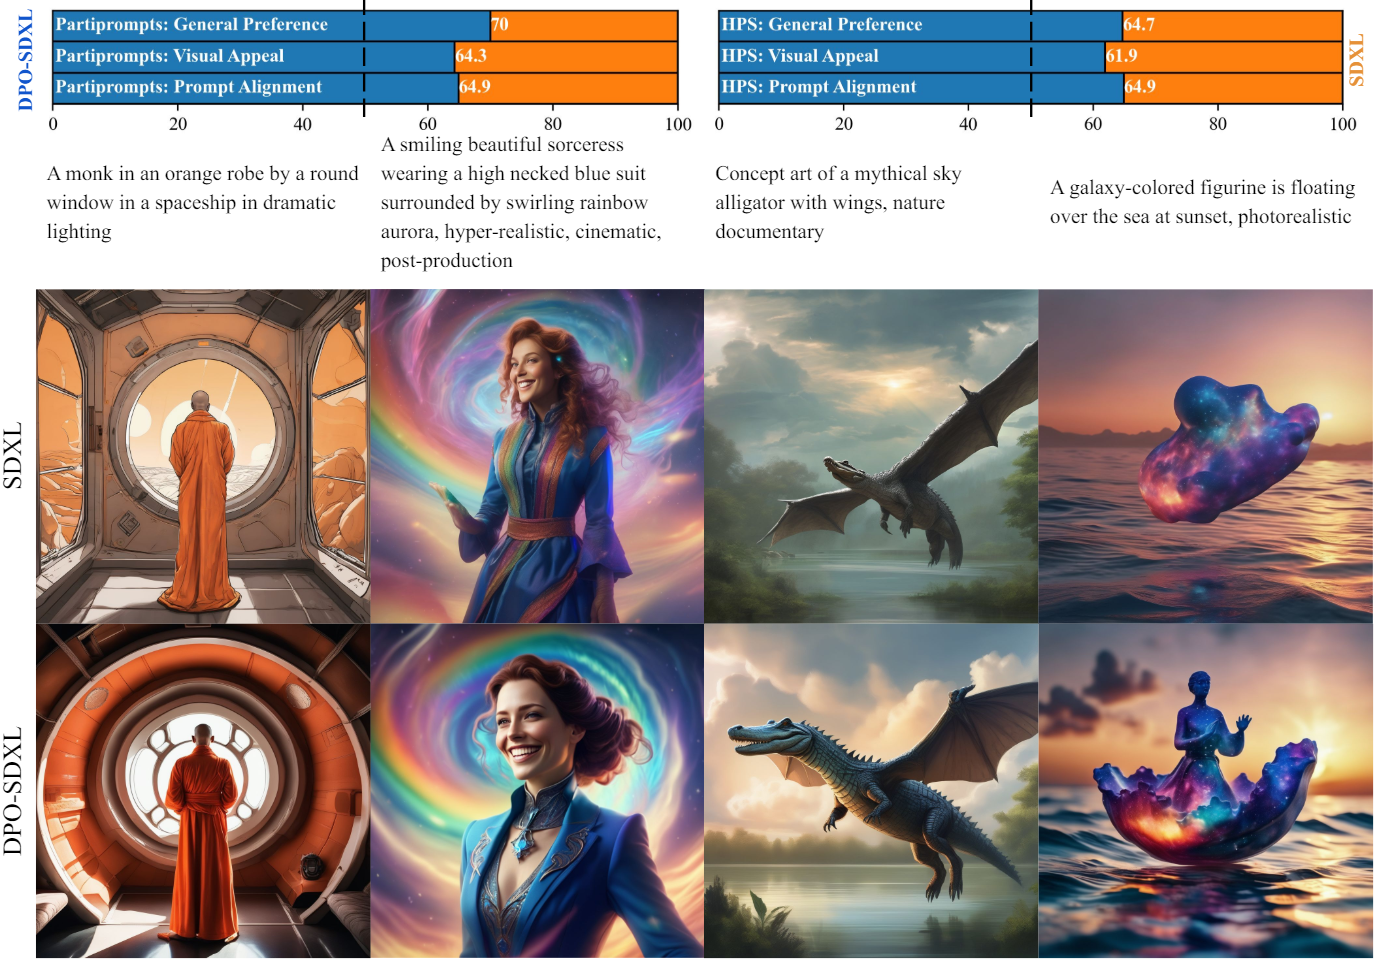 DPO-SDXL
Partiprompts: General Preference 70
Partiprompts: Visual Appeal 64.3
Partiprompts: Prompt Alignment 64.9
0 20 40 60 80 100
HPS: General Preference 64.7
HPS: Visual Appeal 61.9
HPS: Prompt Alignment 64.9
0 20 40 60 80 100
SDXL
A monk in an orange robe by a round
window in a spaceship in dramatic
lighting
A smiling beautiful sorceress
wearing a high necked blue suit
surrounded by swirling rainbow
aurora, hyper-realistic, cinematic,
post-production
Concept art of a mythical sky
alligator with wings, nature
documentary
A galaxy-colored figurine is floating
over the sea at sunset, photorealistic
SDXL
DPO-SDXL